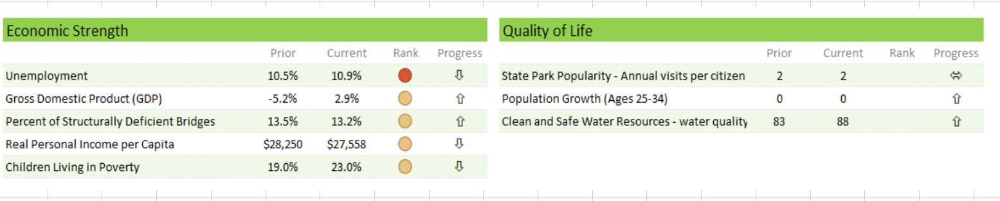 Economic Strength
Prior Current Rank Progress
Unemployment 10.5% 10.9% ⇩
Gross Domestic Product (GDP) -5.2% 2.9% ⇧
Percent of Structurally Deficient Bridges 13.5% 13.2% ⇧
Real Personal Income per Capita $28,250 $27,558 ⇩
Children Living in Poverty 19.0% 23.0% ⇩
Quality of Life
Prior Current Rank Progress
State Park Popularity - Annual visits per citizen 2 2 ⬄
Population Growth (Ages 25-34) 0 0 ⇧
Clean and Safe Water Resources - water quality 83 88 ⇧